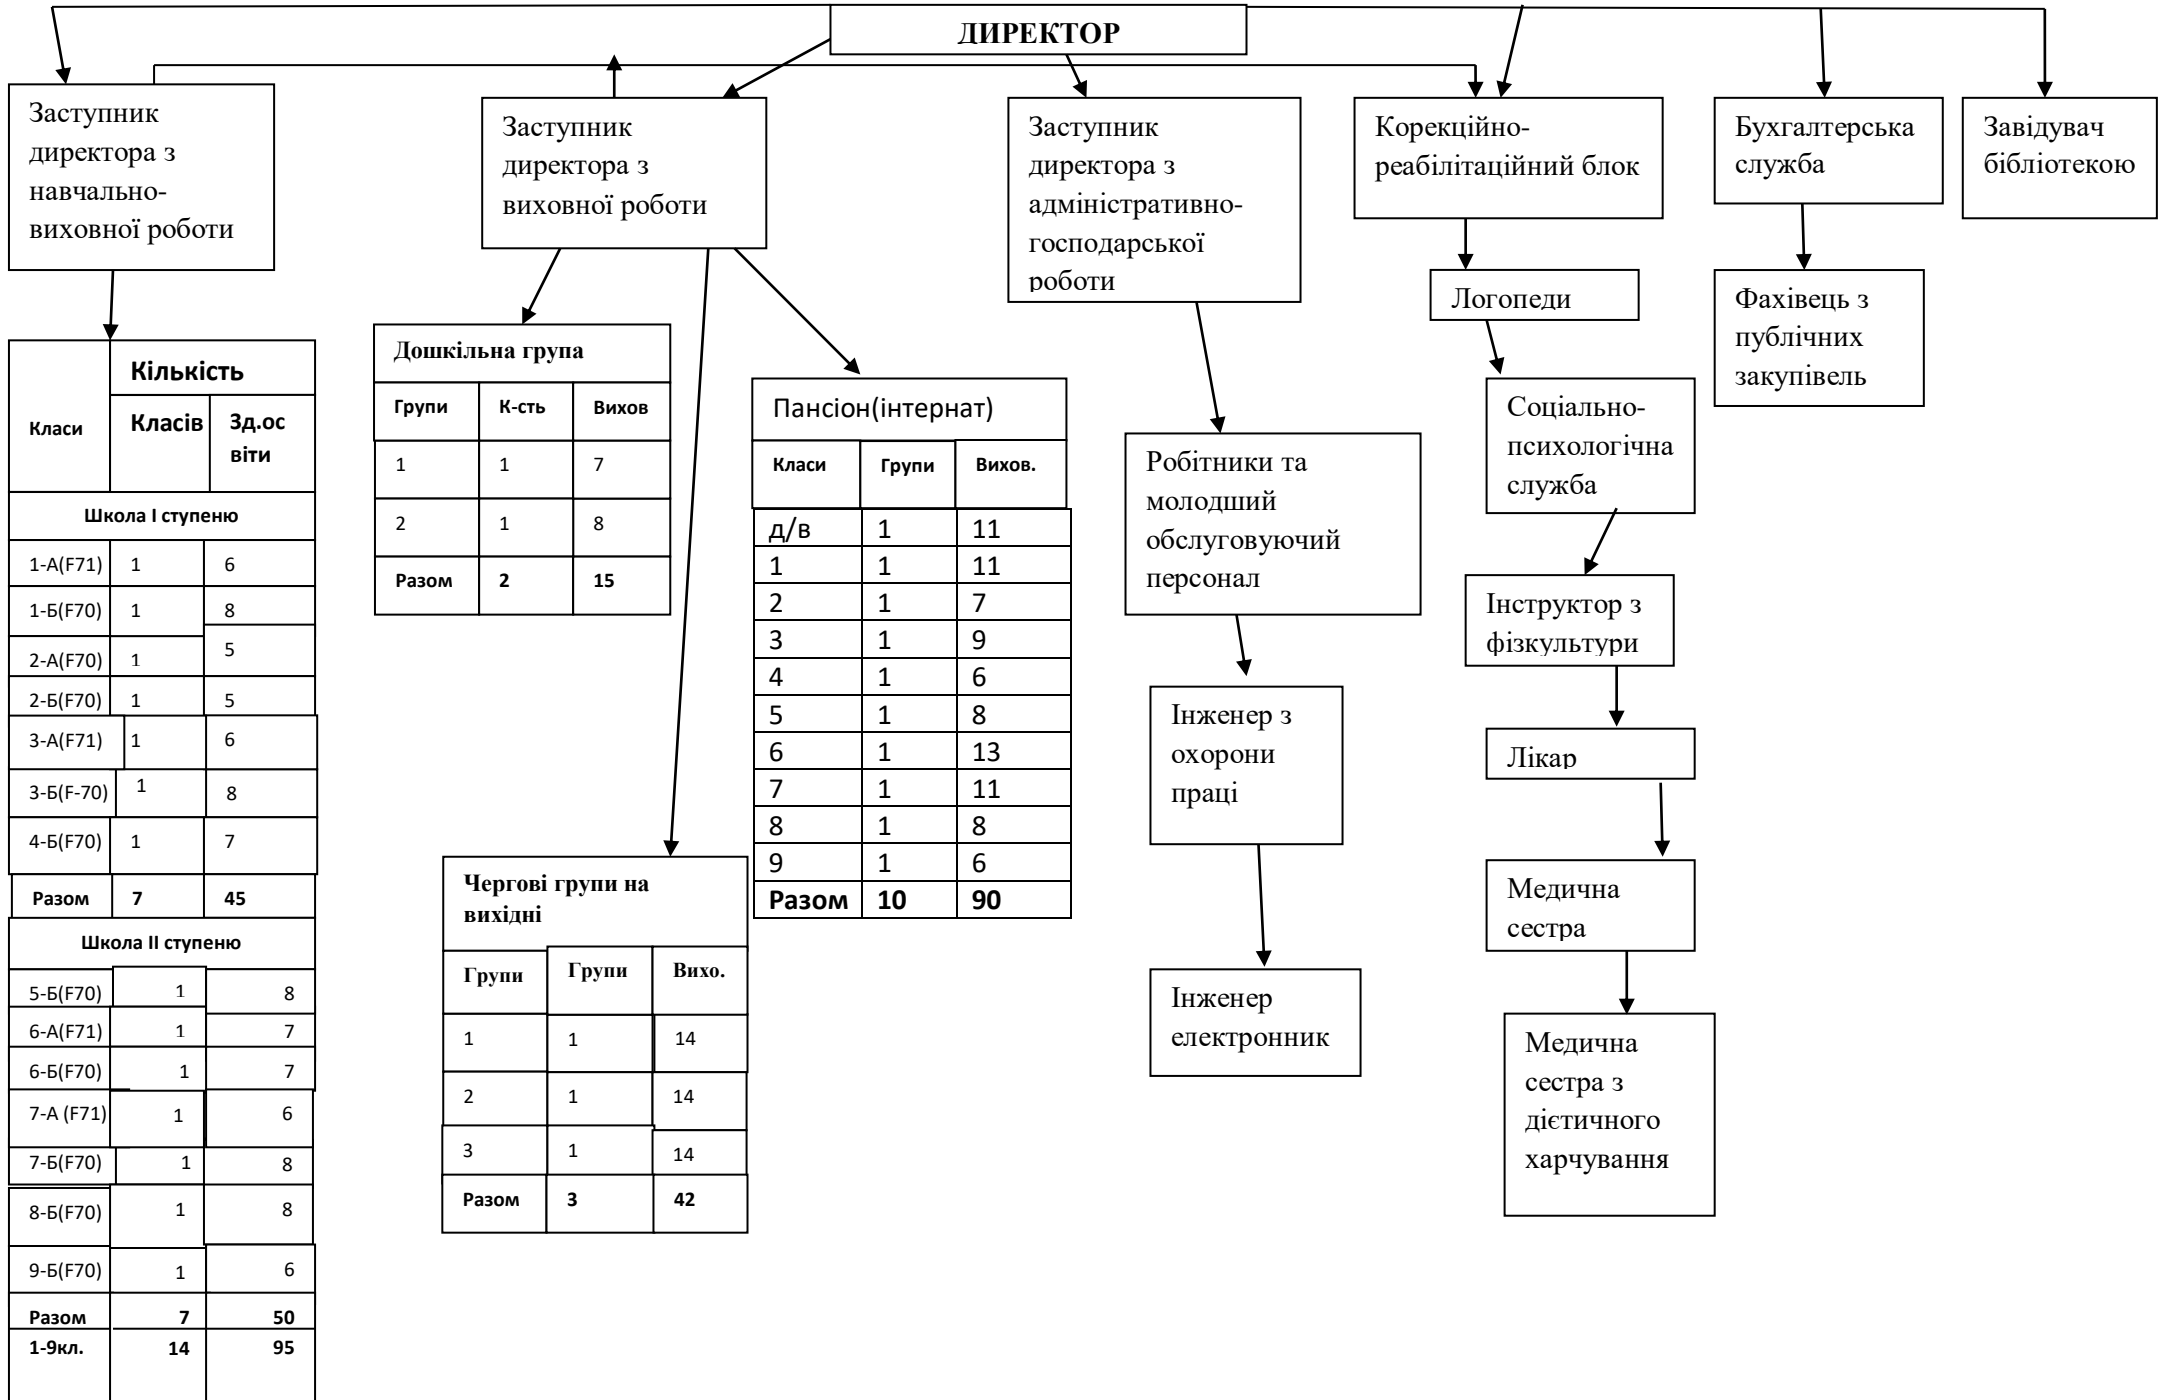 ДИРЕКТОР
Заступник
директора з
навчально-
виховної роботи
Заступник
директора з
виховної роботи
Заступник
директора з
адміністративно-
господарської
роботи
Корекційно-
реабілітаційний блок
Бухгалтерська
служба
Завідувач
бібліотекою
Класи
Кількість
Класів
Зд.ос
віти
Школа І ступеню
1-А(F71) 1 6
1-Б(F70) 1 8
2-А(F70) 1 5
2-Б(F70) 1 5
3-А(F71) 1 6
3-Б(F-70) 1 8
4-Б(F70) 1 7
Разом 7 45
Школа ІІ ступеню
5-Б(F70) 1 8
6-А(F71) 1 7
6-Б(F70) 1 7
7-А (F71) 1 6
7-Б(F70) 1 8
8-Б(F70) 1 8
9-Б(F70) 1 6
Разом 7 50
1-9кл. 14 95
Дошкільна група
Групи К-сть Вихов
1 1 7
2 1 8
Разом 2 15
Чергові групи на
вихідні
Групи Групи Вихо.
1 1 14
2 1 14
3 1 14
Разом 3 42
Пансіон(інтернат)
Класи Групи Вихов.
д/в 1 11
1 1 11
2 1 7
3 1 9
4 1 6
5 1 8
6 1 13
7 1 11
8 1 8
9 1 6
Разом 10 90
Робітники та
молодший
обслуговуючий
персонал
Інженер з
охорони
праці
Інженер
електронник
Логопеди
Соціально-
психологічна
служба
Інструктор з
фізкультури
Лікар
Медична
сестра
Медична
сестра з
дієтичного
харчування
Фахівець з
публічних
закупівель